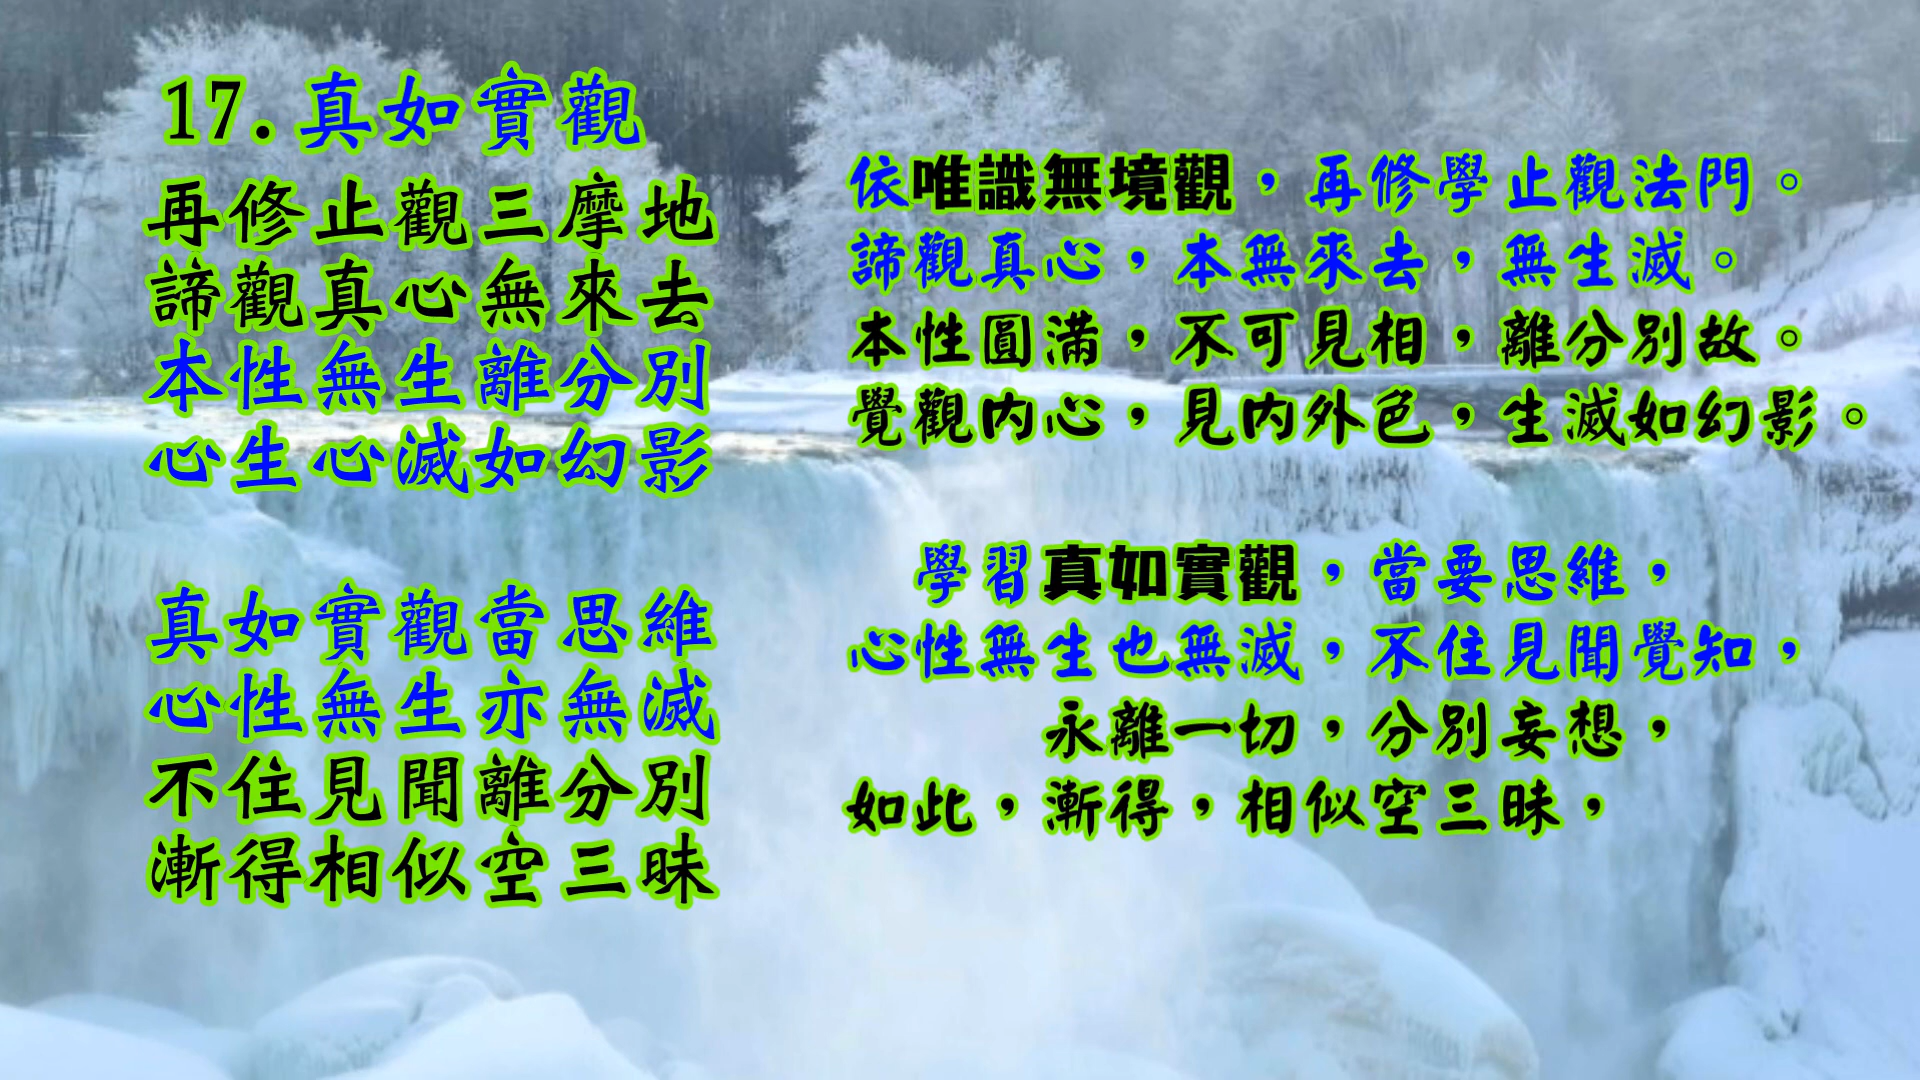 17.真如實觀
再修止觀三摩地
諦觀真心無來去
本性無生離分別
心生心滅如幻影
真如實觀當思維
心性無生亦無滅
不住見聞離分別
漸得相似空三昧
依唯識無境觀，再修學止觀法門。
諦觀真心，本無來去，無生滅。
本性圓滿，不可見相，離分別故。
覺觀内心，見内外色，生滅如幻影。
學習真如實觀，當要思維，
心性無生也無滅，不住見聞覺知，
永離一切，分別妄想，
如此，漸得，相似空三昧，